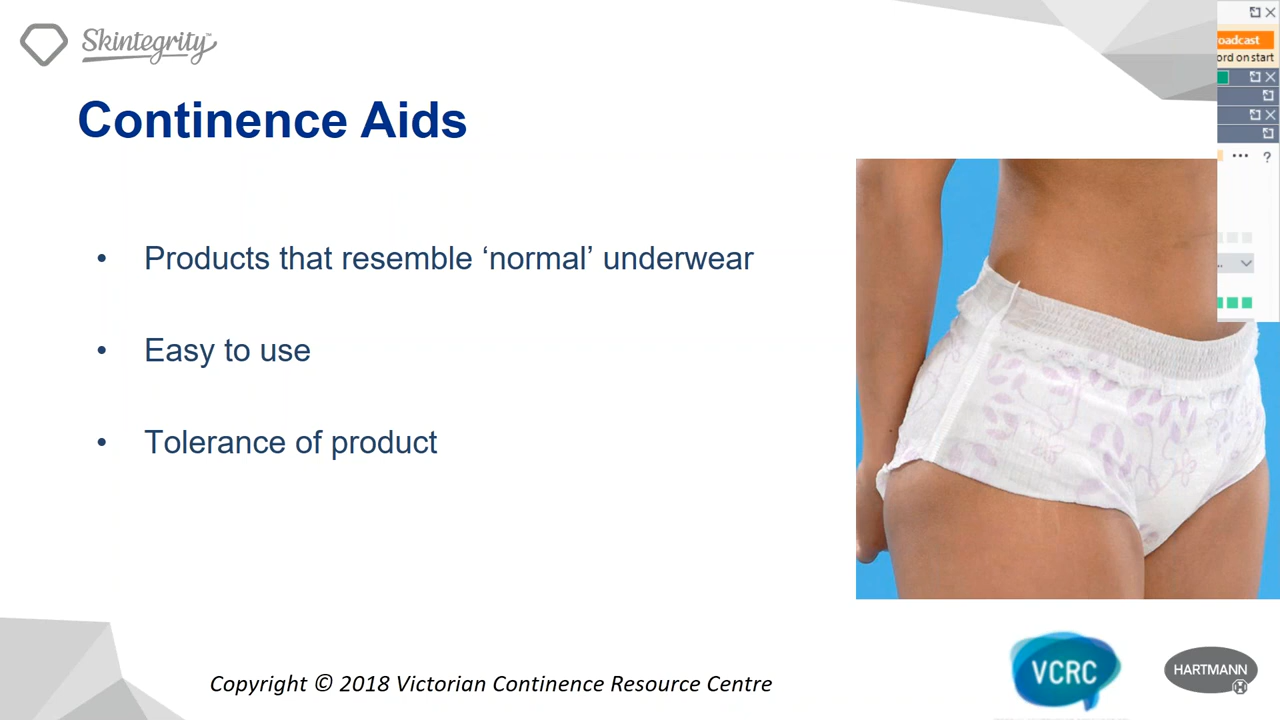 Skintegrity™
oadcast
ord on start
Continence Aids
?
• Products that resemble ‘normal’ underwear
• Easy to use
• Tolerance of product
VCRC
HARTMANN
Copyright © 2018 Victorian Continence Resource Centre